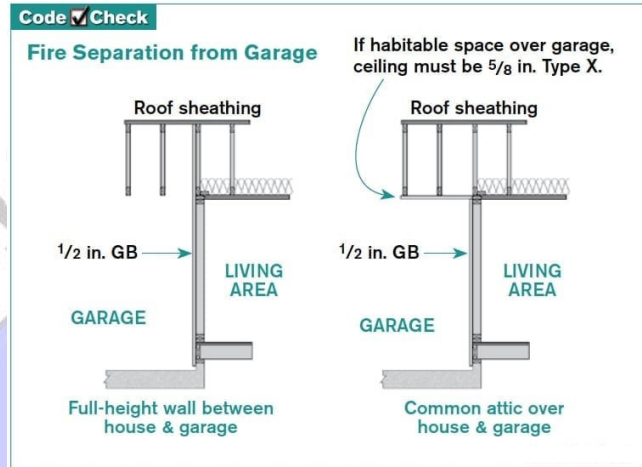 Code Check
Fire Separation from Garage
If habitable space over garage,
ceiling must be 5/8 in. Type X.
Roof sheathing
1/2 in. GB
LIVING
AREA
GARAGE
Full-height wall between
house & garage
Roof sheathing
1/2 in. GB
LIVING
AREA
GARAGE
Common attic over
house & garage